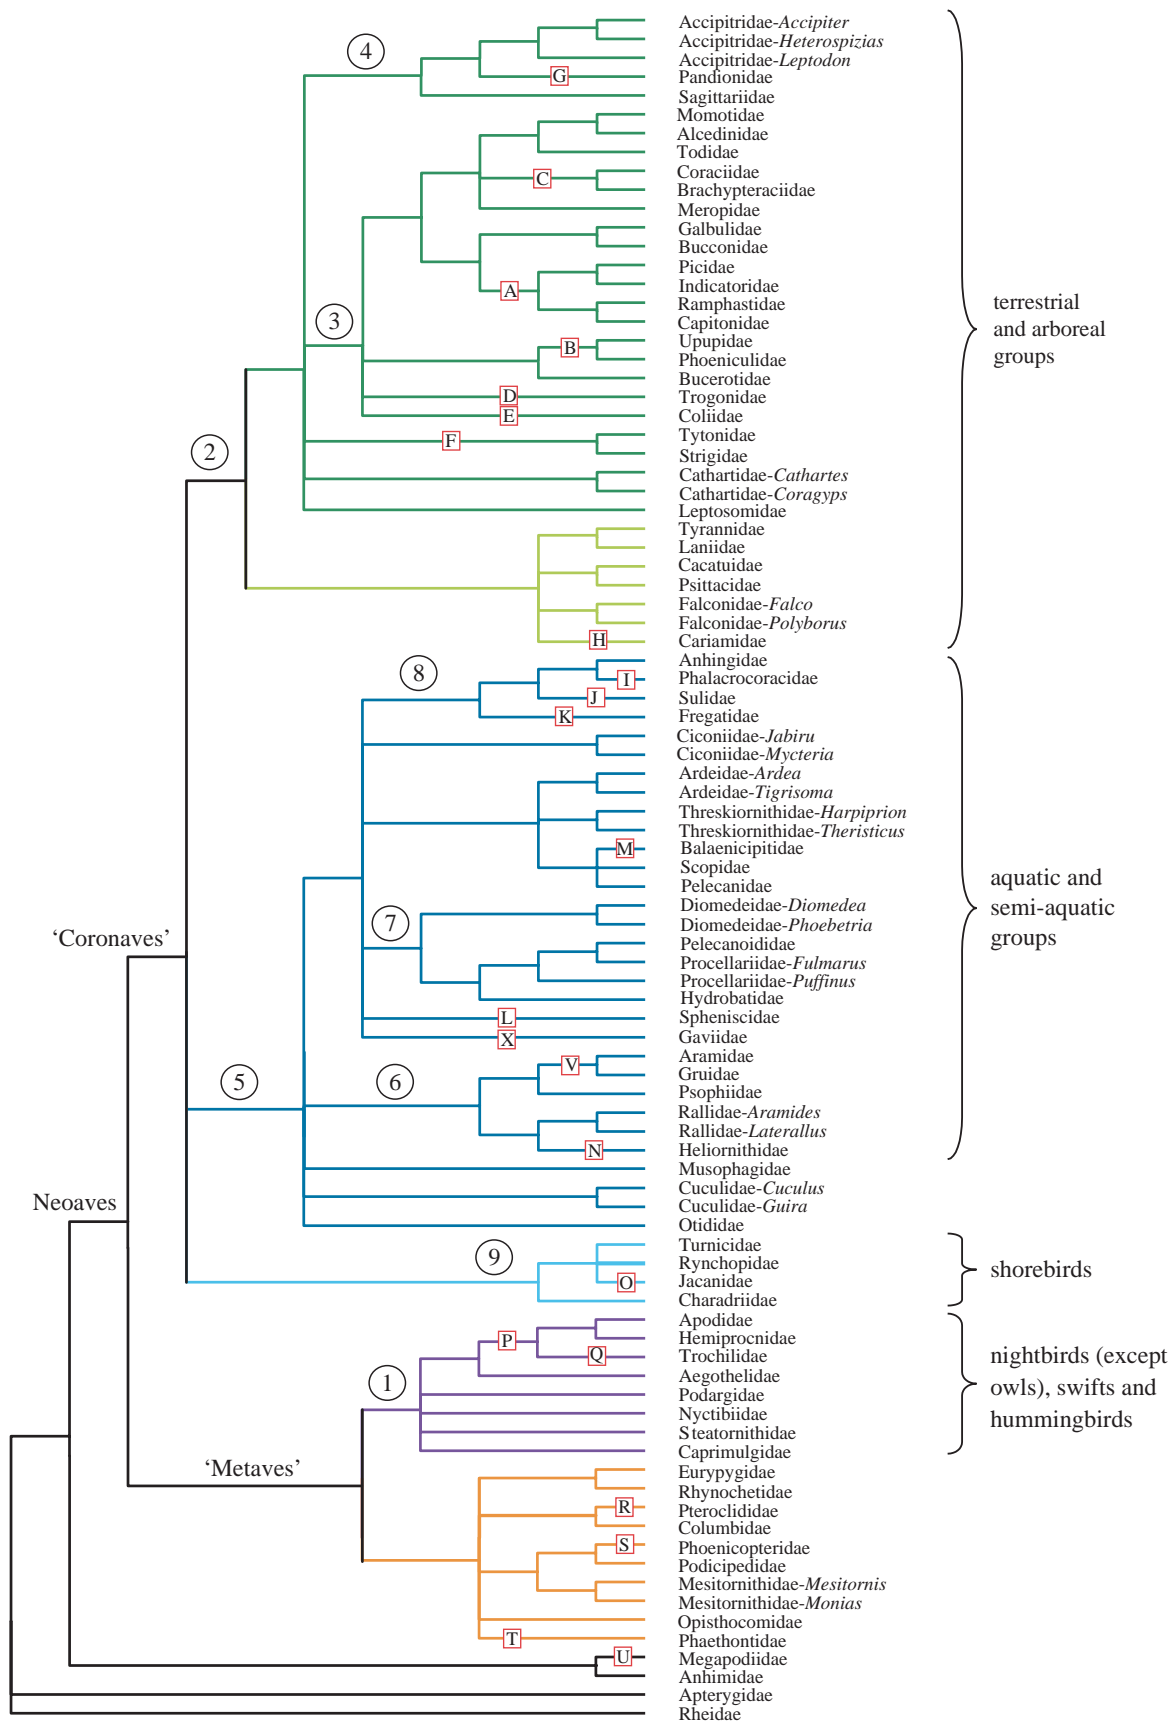 Accipitridae-Accipiter
Accipitridae-Heterospizias
4
Accipitridae-Leptodon
G
Pandionidae
Sagittariidae
Momotidae
Alcedinidae
Todidae
Coraciidae
C
Brachypteraciidae
Meropidae
Galbulidae
Bucconidae
Picidae
Indicatoridae
A
Ramphastidae
terrestrial
and arboreal
groups
3
Capitonidae
Upupidae
B
Phoeniculidae
Bucerotidae
D
Trogonidae
E
Coliidae
Tytonidae
F
2
Strigidae
Cathartidae-Cathartes
Cathartidae-Coragyps
Leptosomidae
Tyrannidae
Laniidae
Cacatuidae
Psittacidae
Falconidae-Falco
Falconidae-Polyborus
H
Cariamidae
Anhingidae
8
I
Phalacrocoracidae
J
Sulidae
K
Fregatidae
Ciconiidae-Jabiru
Ciconiidae-Mycteria
Ardeidae-Ardea
Ardeidae-Tigrisoma
Threskiornithidae-Harpiprion
Threskiornithidae-Theristicus
M
Balaenicipitidae
Scopidae
Pelecanidae
aquatic and
semi-aquatic
groups
Diomedeidae-Diomedea
7
Diomedeidae-Phoebetria
‘Coronaves’
Pelecanoididae
Procellariidae-Fulmarus
Procellariidae-Puffinus
Hydrobatidae
L
Spheniscidae
X
Gaviidae
Aramidae
V
Gruidae
5
6
Psophiidae
Rallidae-Aramides
Rallidae-Laterallus
N
Heliornithidae
Musophagidae
Cuculidae-Cuculus
Neoaves
Cuculidae-Guira
Otididae
Turnicidae
9
Rynchopidae
shorebirds
O
Jacanidae
Charadriidae
Apodidae
P
Hemiprocnidae
Q
Trochilidae
nightbirds (except
owls), swifts and
hummingbirds
Aegothelidae
1
Podargidae
Nyctibiidae
Steatornithidae
Caprimulgidae
‘Metaves’
Eurypygidae
Rhynochetidae
R
Pteroclididae
Columbidae
S
Phoenicopteridae
Podicipedidae
Mesitornithidae-Mesitornis
Mesitornithidae-Monias
Opisthocomidae
T
Phaethontidae
U
Megapodiidae
Anhimidae
Apterygidae
Rheidae